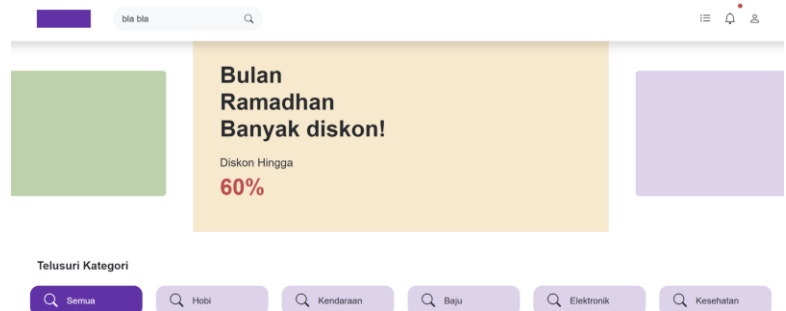 bla bla
Bulan
Ramadhan
Banyak diskon!
Diskon Hingga
60%
Telusuri Kategori
Semua
Hobi
Kendaraan
Baju
Elektronik
Kesehatan